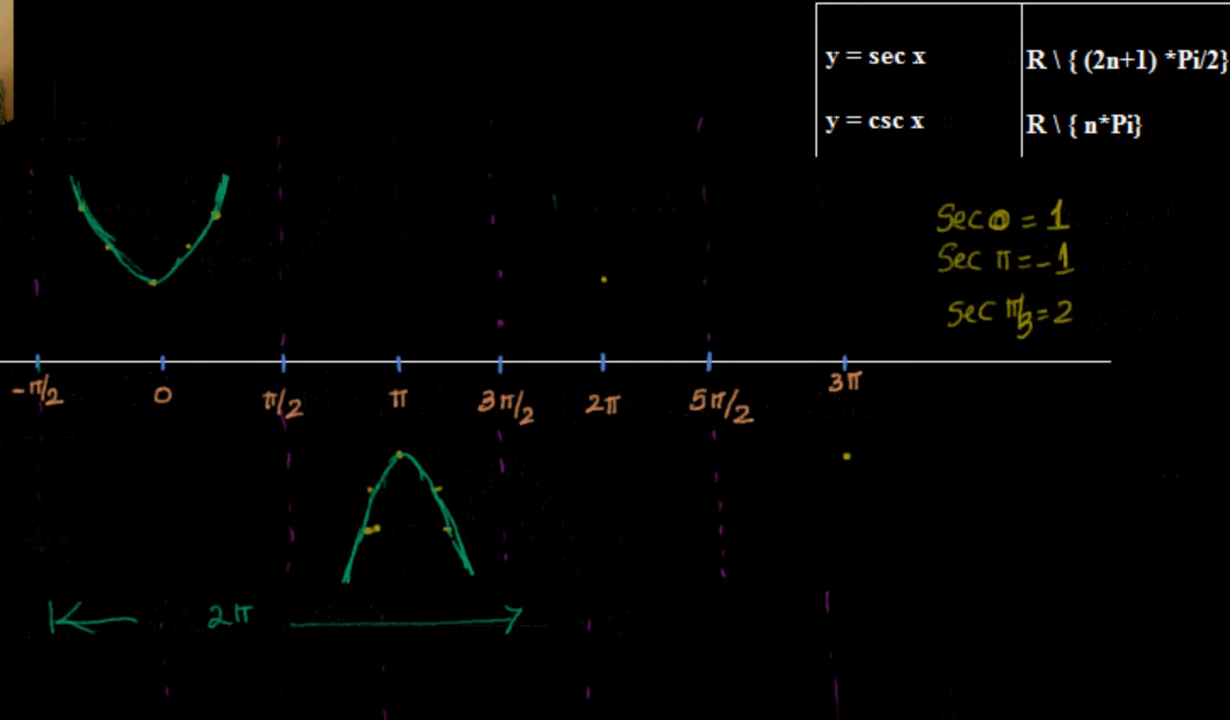 y = sec x R \ { (2n+1) *Pi/2}
y = csc x R \ { n*Pi}
Sec 0 = 1
Sec π = -1
Sec π/3 = 2
-π/2 0 π/2 π 3π/2 2π 5π/2 3π
2π